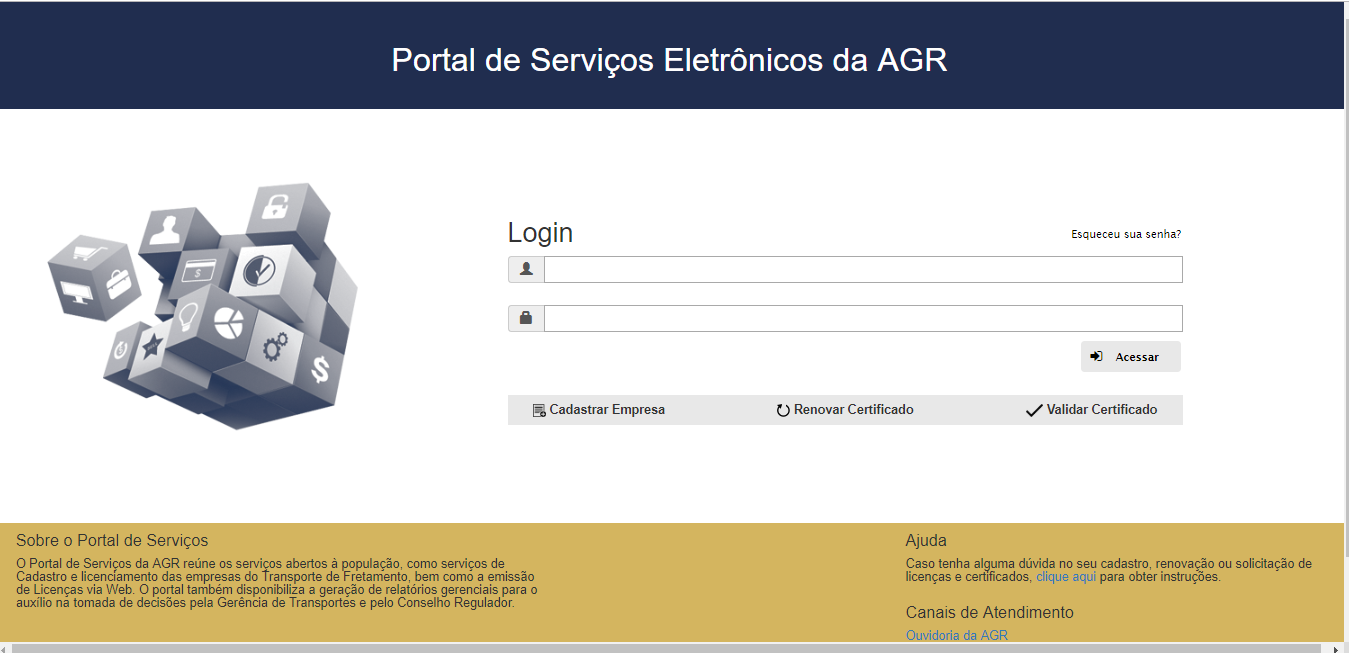 Portal de Serviços Eletrônicos da AGR
Login
Esqueceu sua senha?
Acessar
Cadastrar Empresa
Renovar Certificado
Validar Certificado
Sobre o Portal de Serviços
O Portal de Serviços da AGR reúne os serviços abertos à população, como serviços de
Cadastro e licenciamento das empresas do Transporte de Fretamento, bem como a emissão
de Licenças via Web. O portal também disponibiliza a geração de relatórios gerenciais para o
auxílio na tomada de decisões pela Gerência de Transportes e pelo Conselho Regulador.
Ajuda
Caso tenha alguma dúvida no seu cadastro, renovação ou solicitação de
licenças e certificados, clique aqui para obter instruções.
Canais de Atendimento
Ouvidoria da AGR